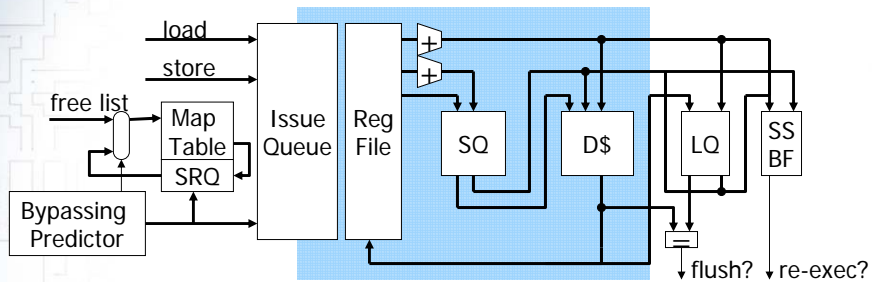 load
store
free list
Map
Table
SRQ
Bypassing
Predictor
Issue
Queue
Reg
File
+
+
SQ
D$
LQ
SS
BF
=
flush?
re-exec?